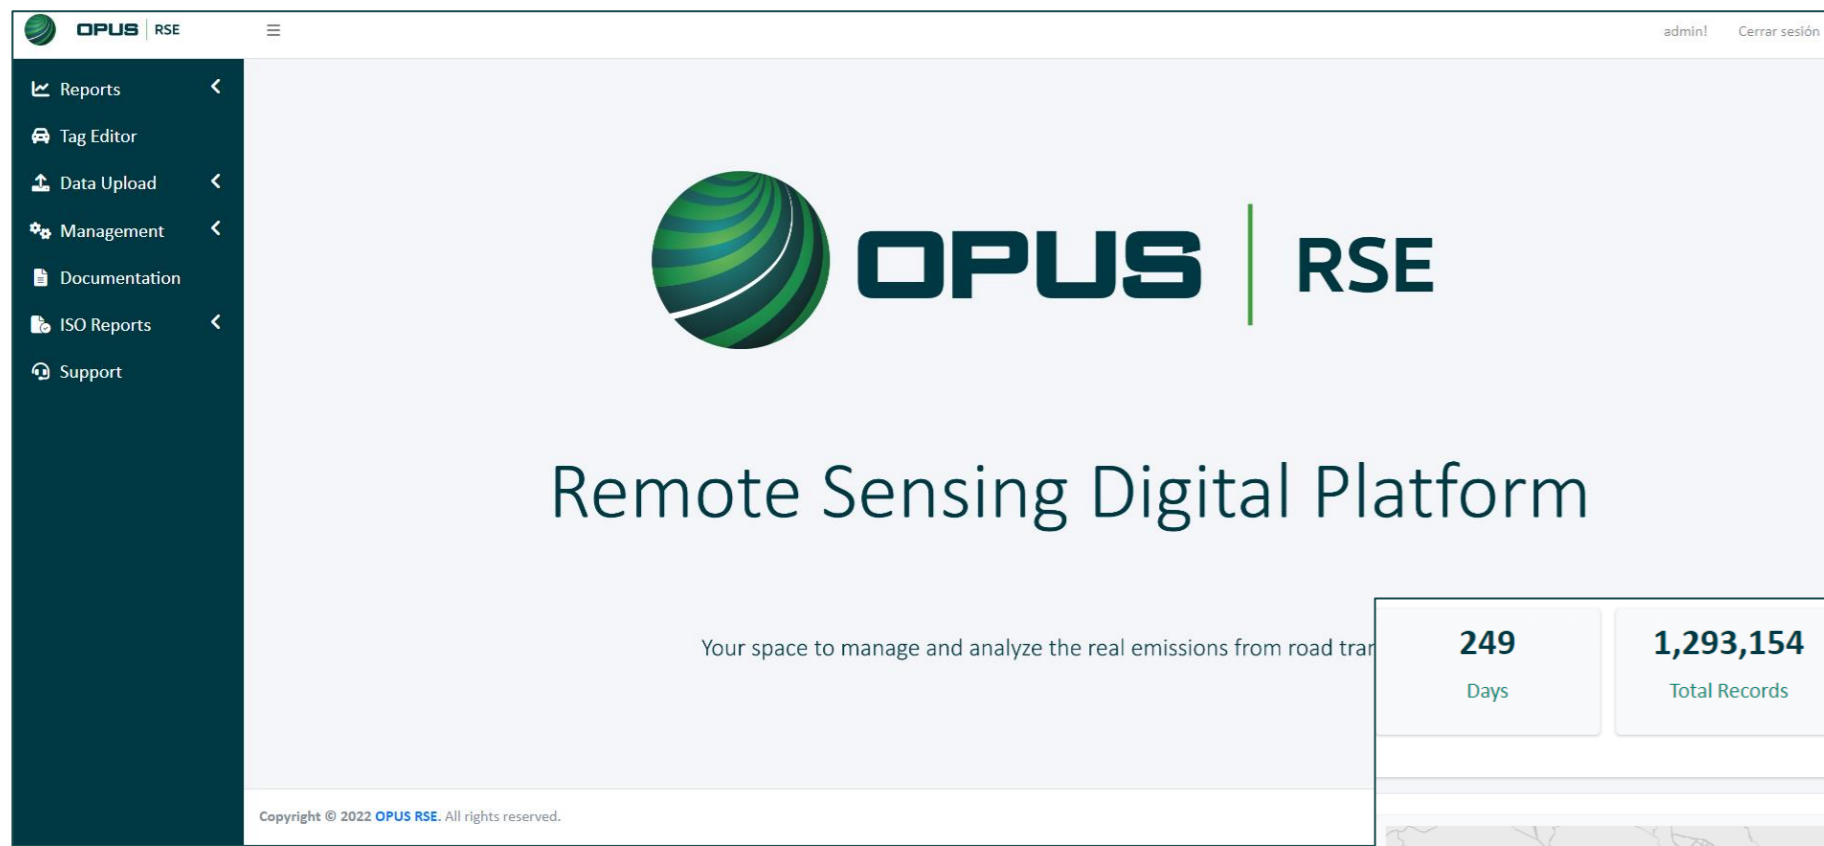 OPUS RSE
admin! Cerrar sesión
Reports
Tag Editor
Data Upload
Management
Documentation
ISO Reports
Support
OPUS RSE
Remote Sensing Digital Platform
Your space to manage and analyze the real emissions from road
249
Days
1,293,154
Total Records
Copyright © 2022 OPUS RSE. All rights reserved.